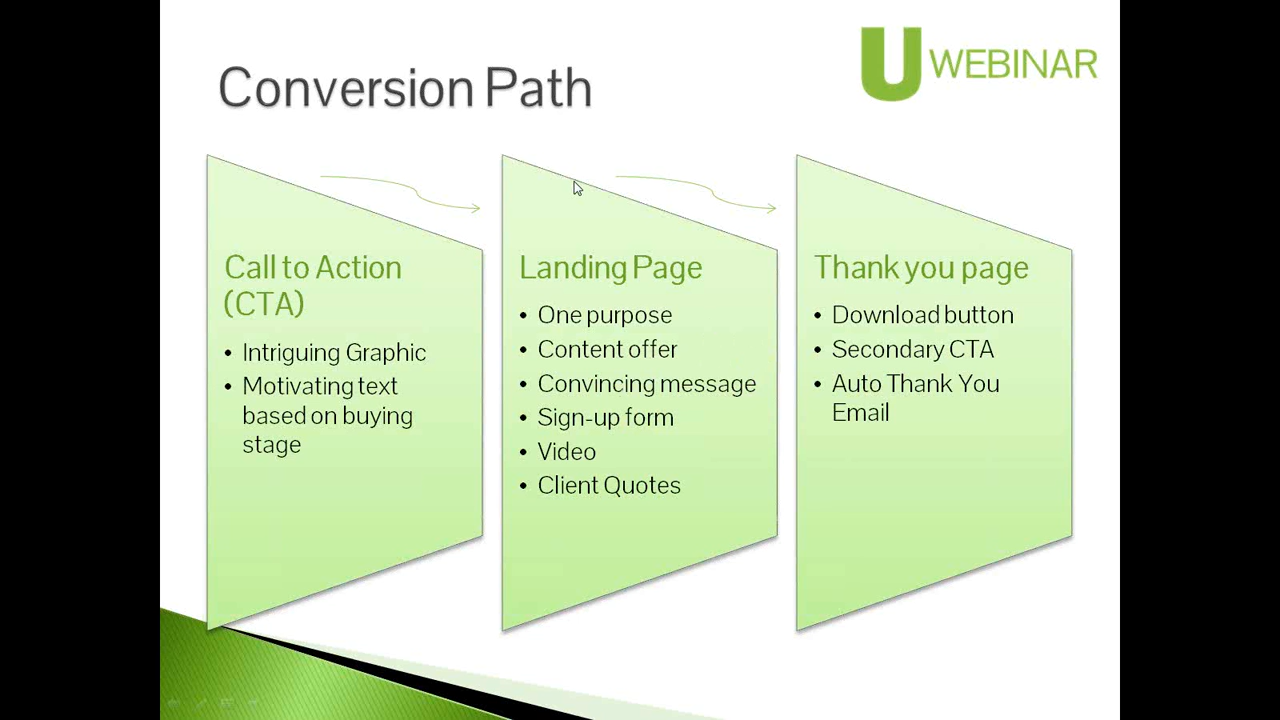 Conversion Path
U WEBINAR
Call to Action
(CTA)
• Intriguing Graphic
• Motivating text
based on buying
stage
Landing Page
• One purpose
• Content offer
• Convincing message
• Sign-up form
• Video
• Client Quotes
Thank you page
• Download button
• Secondary CTA
• Auto Thank You
Email